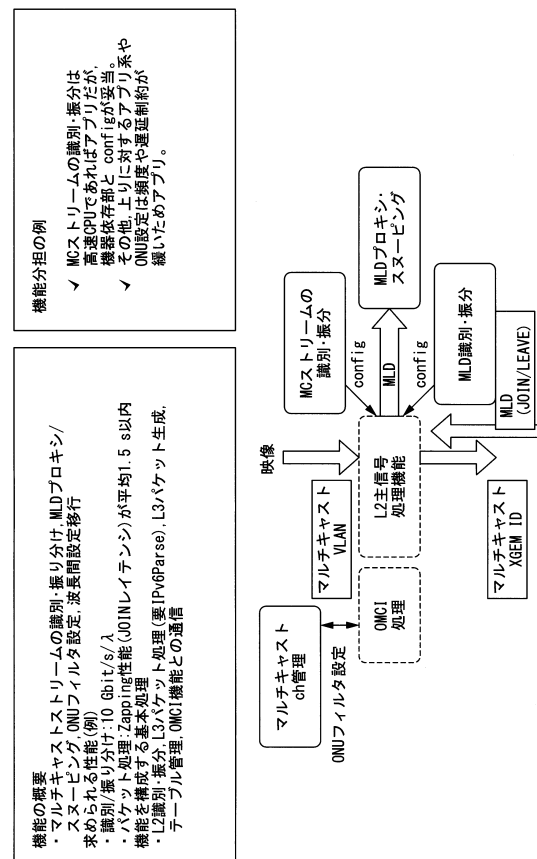 機能の概要
・マルチキャストストリームの識別・振り分け,MLDプロキシ/
スヌーピング,ONUフィルタ設定,波長間設定移行
求められる性能(例)
・識別/振り分け:10 Gbit/s/λ
・パケット処理:Zapping性能(JOINレイテンシ)が平均1.5 s以内
機能を構成する基本処理
・L2識別・振分,L3パケット処理(要IPv6Parse),L3パケット生成,
テーブル管理,OMCI機能との通信
機能分担の例
✓ MCストリームの識別・振分は
高速CPUであればアプリだが,
機器依存部と configが妥当。
✓ その他,上りに対するアプリ系や
ONU設定は頻度や遅延制約が
緩いためアプリ。
マルチキャスト
ch管理
ONUフィルタ設定
OMCI
処理
映像
マルチキャスト
VLAN
L2主信号
処理機能
マルチキャスト
XGEM ID
MCストリームの
識別・振分
config
MLD
config
MLDプロキシ・
スヌーピング
MLD識別・振分
MLD
(JOIN/LEAVE)